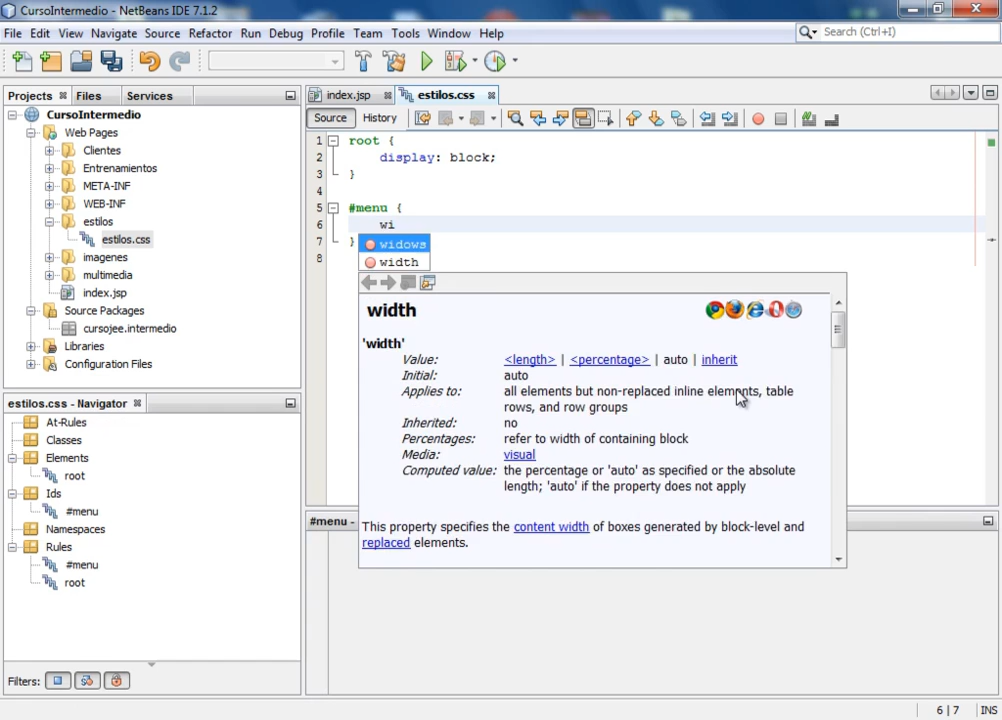 CursoIntermedio - NetBeans IDE 7.1.2
File Edit View Navigate Source Refactor Run Debug Profile Team Tools Window Help
Search (Ctrl+I)
Projects Files Services
CursoIntermedio
Web Pages
Clientes
Entrenamientos
META-INF
WEB-INF
estilos
estilos.css
imagenes
multimedia
index.jsp
Source Packages
cursojee.intermedio
Libraries
Configuration Files
estilos.css - Navigator
At-Rules
Classes
Elements
root
Ids
#menu
Namespaces
Rules
#menu
root
Filters:
index.jsp estilos.css
Source History
1 root {
2 display: block;
3 }
4
5 #menu {
6 wi
7 }
8
widows
width
width
'width'
Value: <length> | <percentage> | auto | inherit
Initial: auto
Applies to: all elements but non-replaced inline elements, table
rows, and row groups
Inherited: no
Percentages: refer to width of containing block
Media: visual
Computed value: the percentage or 'auto' as specified or the absolute
length; 'auto' if the property does not apply
This property specifies the content width of boxes generated by block-level and
replaced elements.
#menu -
6 | 7 INS